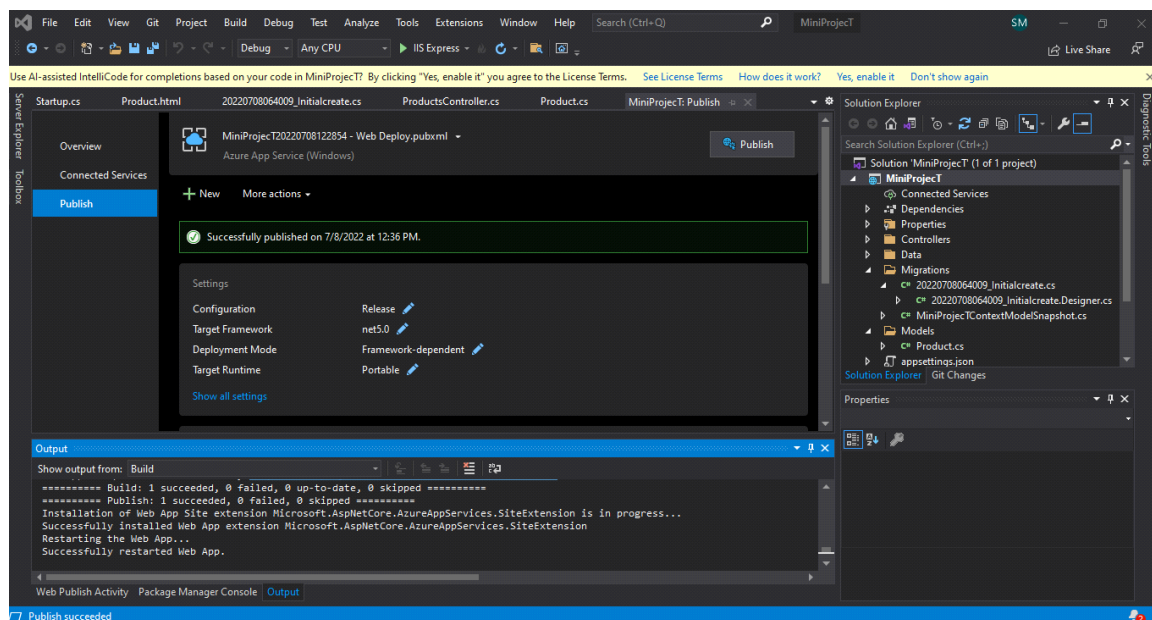 File Edit View Git Project Build Debug Test Analyze Tools Extensions Window Help Search (Ctrl+Q) MiniProjecT SM
Debug Any CPU IIS Express Live Share
Use AI-assisted IntelliCode for completions based on your code in MiniProjecT? By clicking "Yes, enable it" you agree to the License Terms. See License Terms How does it work? Yes, enable it Don't show again
Server Explorer
Toolbox
Startup.cs Product.html 20220708064009_Initialcreate.cs ProductsController.cs Product.cs MiniProjecT: Publish
Overview
Connected Services
Publish
MiniProjecT20220708122854 - Web Deploy.pubxml
Azure App Service (Windows)
Publish
New More actions
Successfully published on 7/8/2022 at 12:36 PM.
Settings
Configuration Release
Target Framework net5.0
Deployment Mode Framework-dependent
Target Runtime Portable
Show all settings
Output
Show output from: Build
========== Build: 1 succeeded, 0 failed, 0 up-to-date, 0 skipped ==========
========== Publish: 1 succeeded, 0 failed, 0 skipped ==========
Installation of Web App Site extension Microsoft.AspNetCore.AzureAppServices.SiteExtension is in progress...
Successfully installed Web App extension Microsoft.AspNetCore.AzureAppServices.SiteExtension
Restarting the Web App...
Successfully restarted Web App.
Web Publish Activity Package Manager Console Output
Publish succeeded
Solution Explorer
Search Solution Explorer (Ctrl+;)
Solution 'MiniProjecT' (1 of 1 project)
MiniProjecT
Connected Services
Dependencies
Properties
Controllers
Data
Migrations
C# 20220708064009_Initialcreate.cs
C# 20220708064009_Initialcreate.Designer.cs
C# MiniProjecTContextModelSnapshot.cs
Models
C# Product.cs
appsettings.json
Solution Explorer Git Changes
Properties
Diagnostic Tools
2